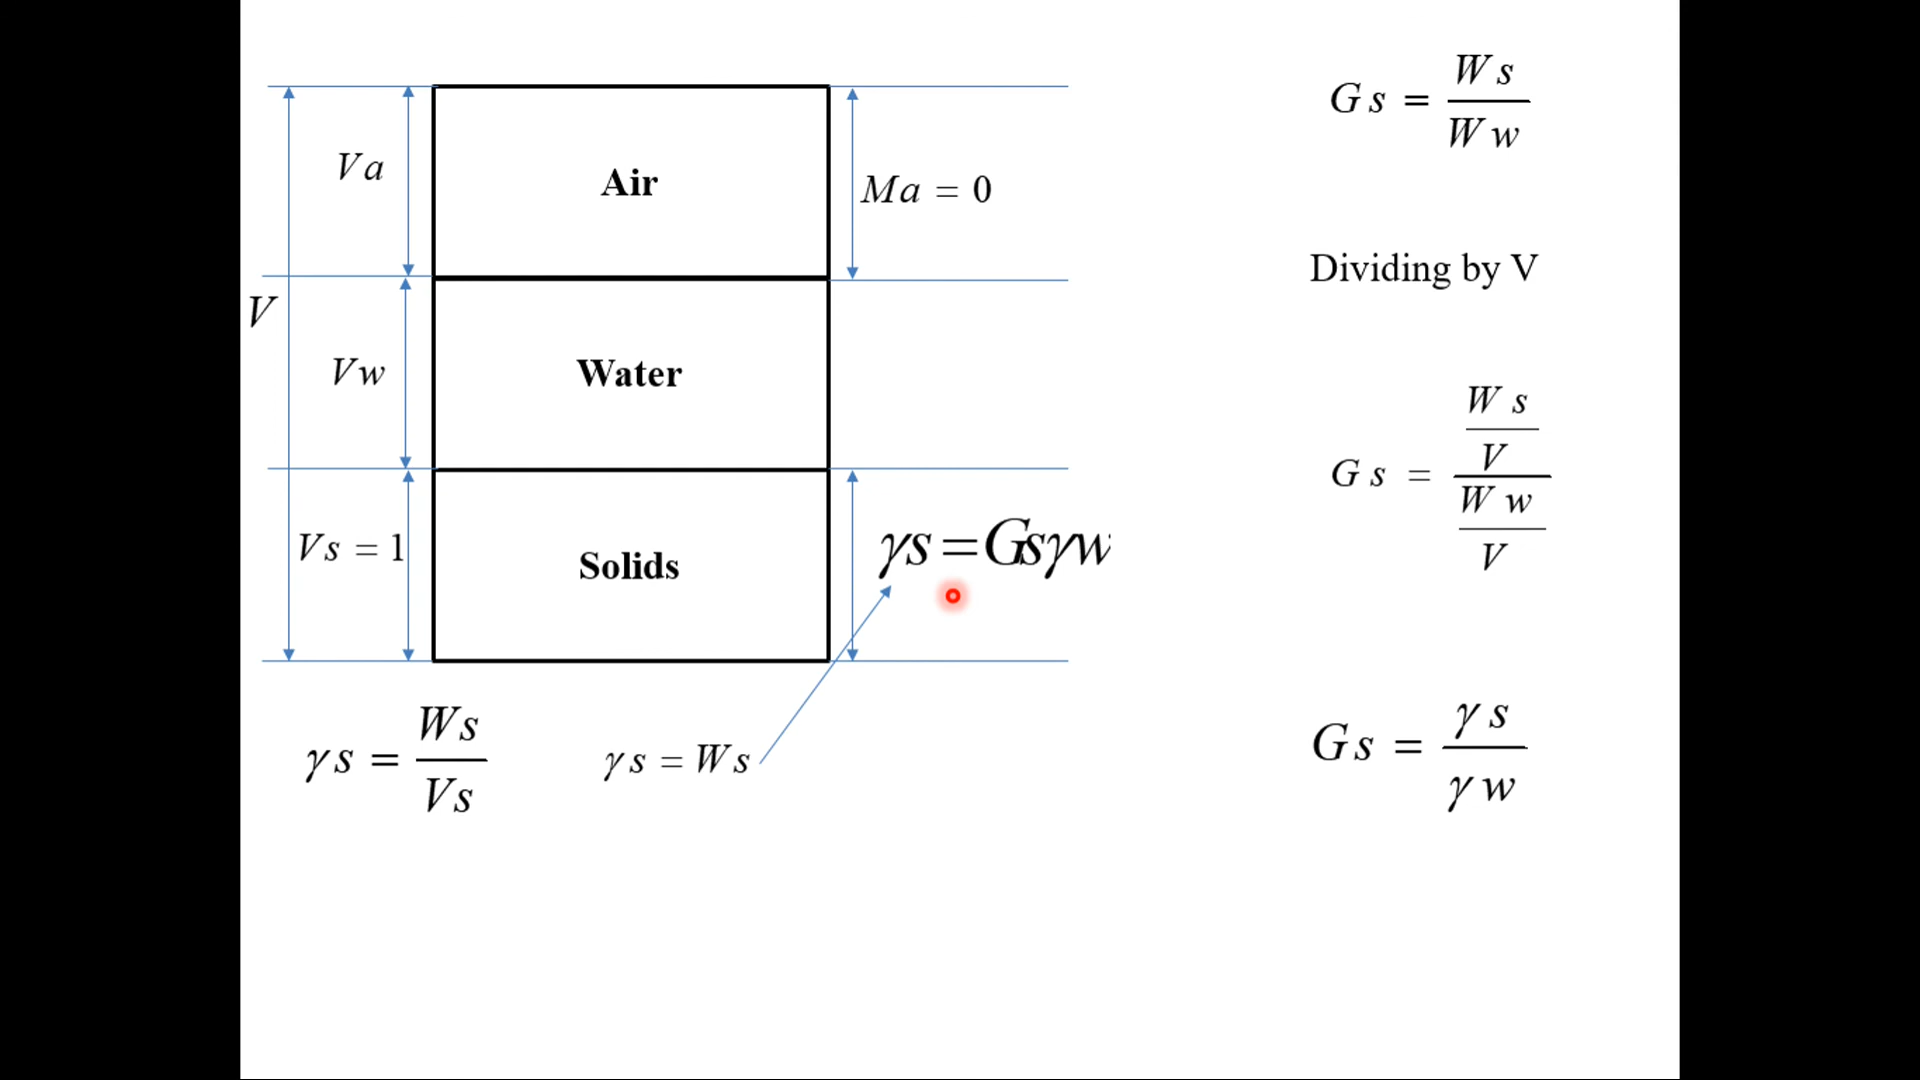 Va
Air
Ma = 0
V
Vw
Water
Vs = 1
Solids
γs = Gsγw
γs = Ws / Vs
γs = Ws
Gs = Ws / Ww
Dividing by V
Gs = (Ws / V) / (Ww / V)
Gs = γs / γw